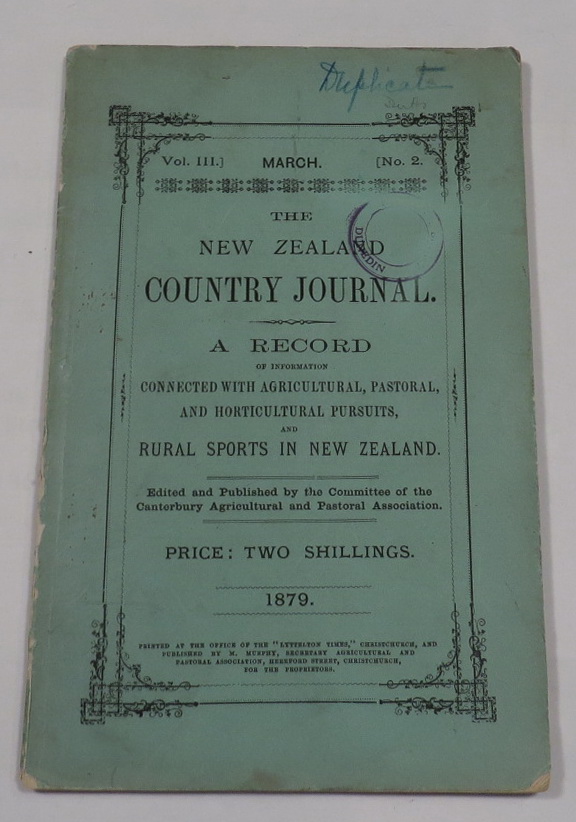 Duplicate
Vol. III.] MARCH. [No. 2.
THE
NEW ZEALAND
DUNEDIN
COUNTRY JOURNAL.
A RECORD
OF INFORMATION
CONNECTED WITH AGRICULTURAL, PASTORAL,
AND HORTICULTURAL PURSUITS,
AND
RURAL SPORTS IN NEW ZEALAND.
Edited and Published by the Committee of the
Canterbury Agricultural and Pastoral Association.
PRICE: TWO SHILLINGS.
1879.
PRINTED AT THE OFFICE OF THE "LYTTELTON TIMES," CHRISTCHURCH, AND
PUBLISHED BY M. MURPHY, SECRETARY AGRICULTURAL AND
PASTORAL ASSOCIATION, HEREFORD STREET, CHRISTCHURCH,
FOR THE PROPRIETORS.